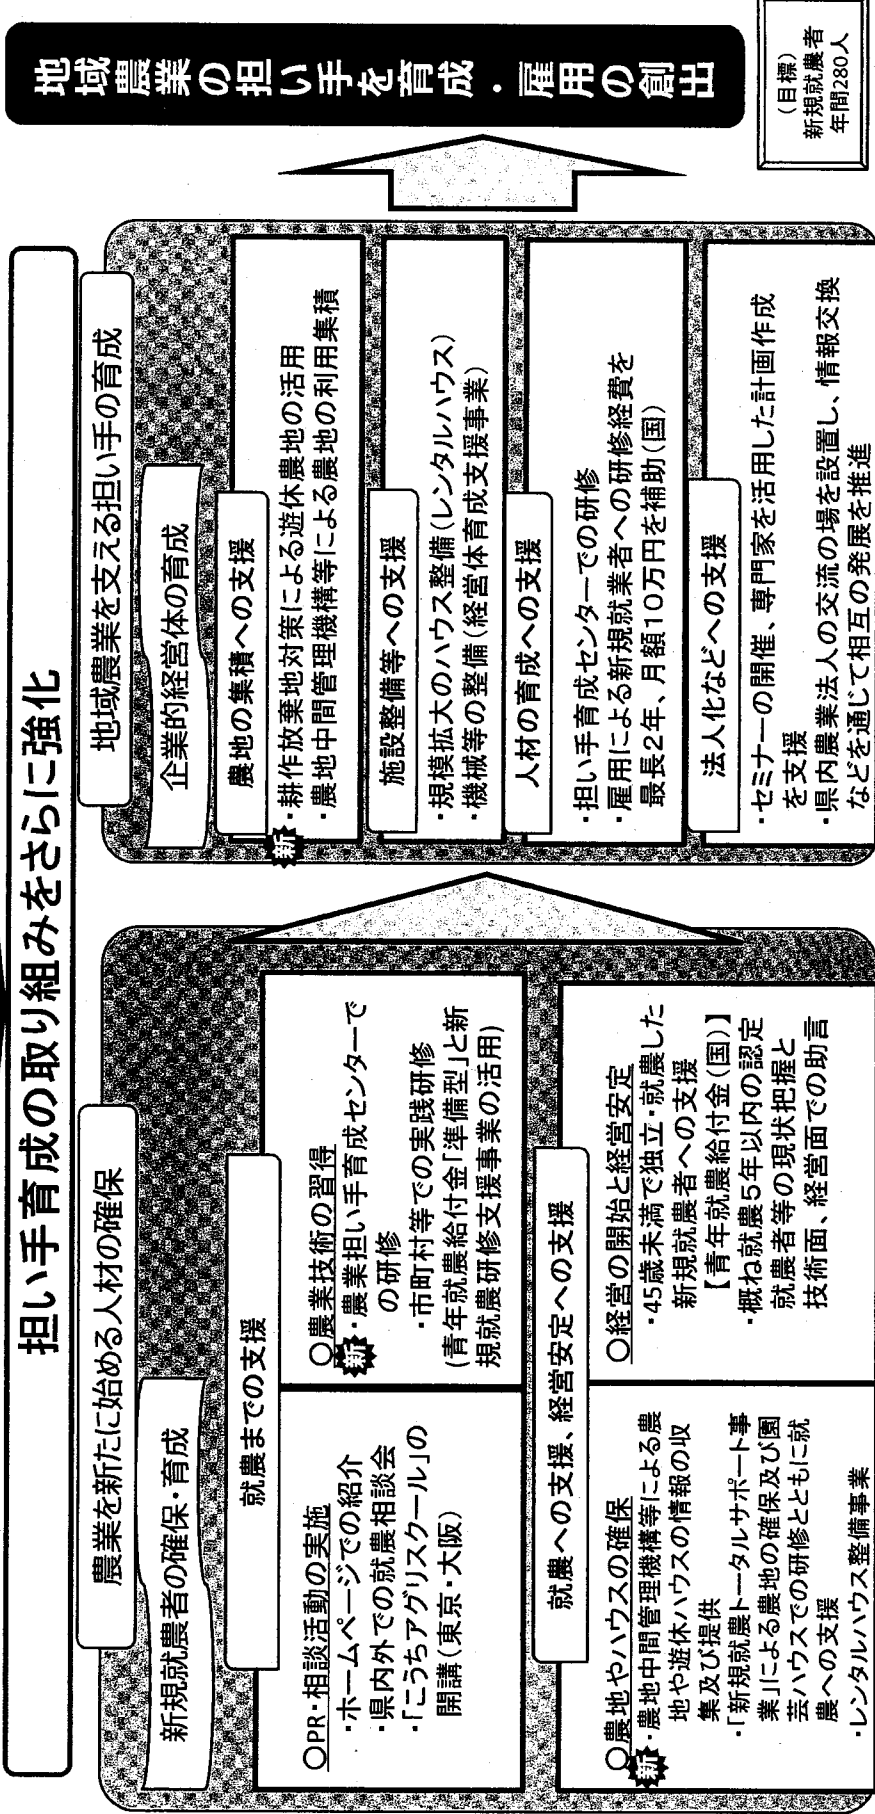 担い手育成の取り組みをさらに強化
農業を新たに始める人材の確保
新規就農者の確保・育成
就農までの支援
〇PR・相談活動の実施
・ホームページでの紹介
・県内外での就農相談会
・「こうちアグリスクール」の
開講(東京・大阪)
〇農業技術の習得
新・農業担い手育成センターで
の研修
・市町村等での実践研修
(青年就農給付金「準備型」と新
規就農研修支援事業の活用)
就農への支援、経営安定への支援
〇農地やハウスの確保
新・農地中間管理機構等による農
地や遊休ハウスの情報の収
集及び提供
・「新規就農トータルサポート事
業」による農地の確保及び園
芸ハウスでの研修とともに就
農への支援
・レンタルハウス整備事業
〇経営の開始と経営安定
・45歳未満で独立・就農した
新規就農者への支援
【青年就農給付金(国)】
・概ね就農5年以内の認定
就農者等の現状把握と
技術面、経営面での助言
地域農業を支える担い手の育成
企業的経営体の育成
農地の集積への支援
・耕作放棄地対策による遊休農地の活用
新・農地中間管理機構等による農地の利用集積
施設整備等への支援
・規模拡大のハウス整備(レンタルハウス)
・機械等の整備(経営体育成支援事業)
人材の育成への支援
・担い手育成センターでの研修
・雇用による新規就業者への研修経費を
最長2年、月額10万円を補助(国)
法人化などへの支援
・セミナーの開催、専門家を活用した計画作成
を支援
・県内農業法人の交流の場を設置し、情報交換
などを通じて相互の発展を推進
地域農業の担い手を育成・雇用の創出
(目標)
新規就農者
年間280人